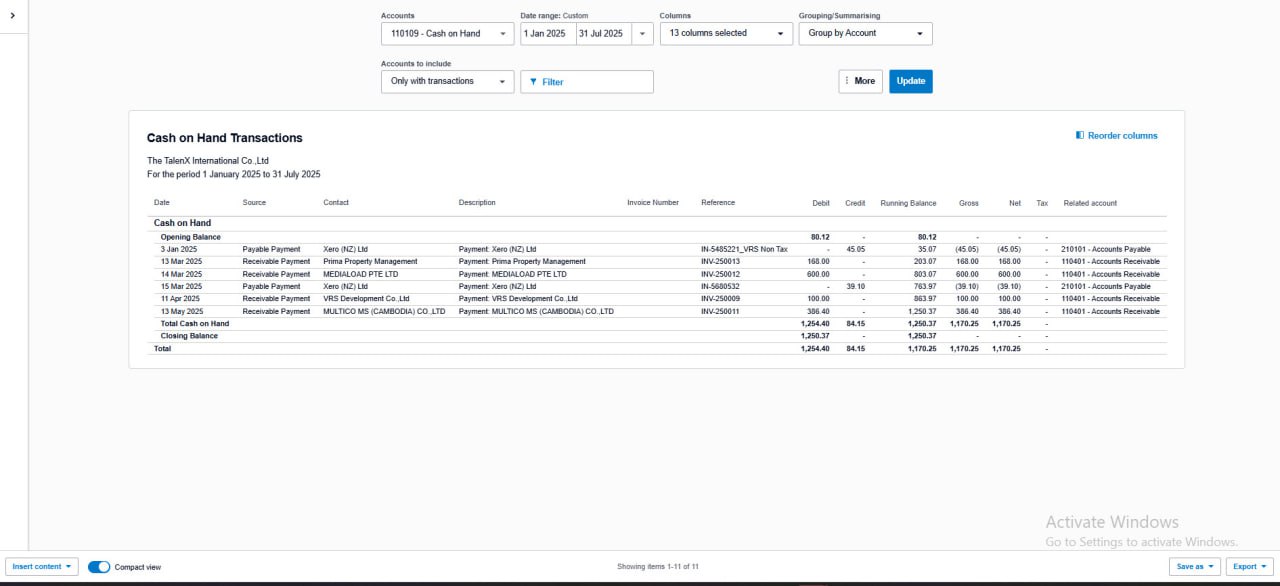 Accounts Date range: Custom Columns Grouping/Summarising
110109 - Cash on Hand 1 Jan 2025 31 Jul 2025 13 columns selected Group by Account
Accounts to include
Only with transactions Filter More Update
Cash on Hand Transactions Reorder columns
The TalenX International Co.,Ltd
For the period 1 January 2025 to 31 July 2025
Date Source Contact Description Invoice Number Reference Debit Credit Running Balance Gross Net Tax Related account
Cash on Hand
Opening Balance 80.12 - 80.12 - - -
3 Jan 2025 Payable Payment Xero (NZ) Ltd Payment: Xero (NZ) Ltd IN-5485221_VRS Non Tax - 45.05 35.07 (45.05) (45.05) - 210101 - Accounts Payable
13 Mar 2025 Receivable Payment Prima Property Management Payment: Prima Property Management INV-250013 168.00 - 203.07 168.00 168.00 - 110401 - Accounts Receivable
14 Mar 2025 Receivable Payment MEDIALOAD PTE LTD Payment: MEDIALOAD PTE LTD INV-250012 600.00 - 803.07 600.00 600.00 - 110401 - Accounts Receivable
15 Mar 2025 Payable Payment Xero (NZ) Ltd Payment: Xero (NZ) Ltd IN-5680532 - 39.10 763.97 (39.10) (39.10) - 210101 - Accounts Payable
11 Apr 2025 Receivable Payment VRS Development Co.,Ltd Payment: VRS Development Co.,Ltd INV-250009 100.00 - 863.97 100.00 100.00 - 110401 - Accounts Receivable
13 May 2025 Receivable Payment MULTICO MS (CAMBODIA) CO.,LTD Payment: MULTICO MS (CAMBODIA) CO.,LTD INV-250011 386.40 - 1,250.37 386.40 386.40 - 110401 - Accounts Receivable
Total Cash on Hand 1,254.40 84.15 1,250.37 1,170.25 1,170.25 -
Closing Balance 1,250.37 - 1,250.37 - - -
Total 1,254.40 84.15 1,170.25 1,170.25 1,170.25 -
Activate Windows
Go to Settings to activate Windows.
Insert content Compact view Showing items 1-11 of 11 Save as Export